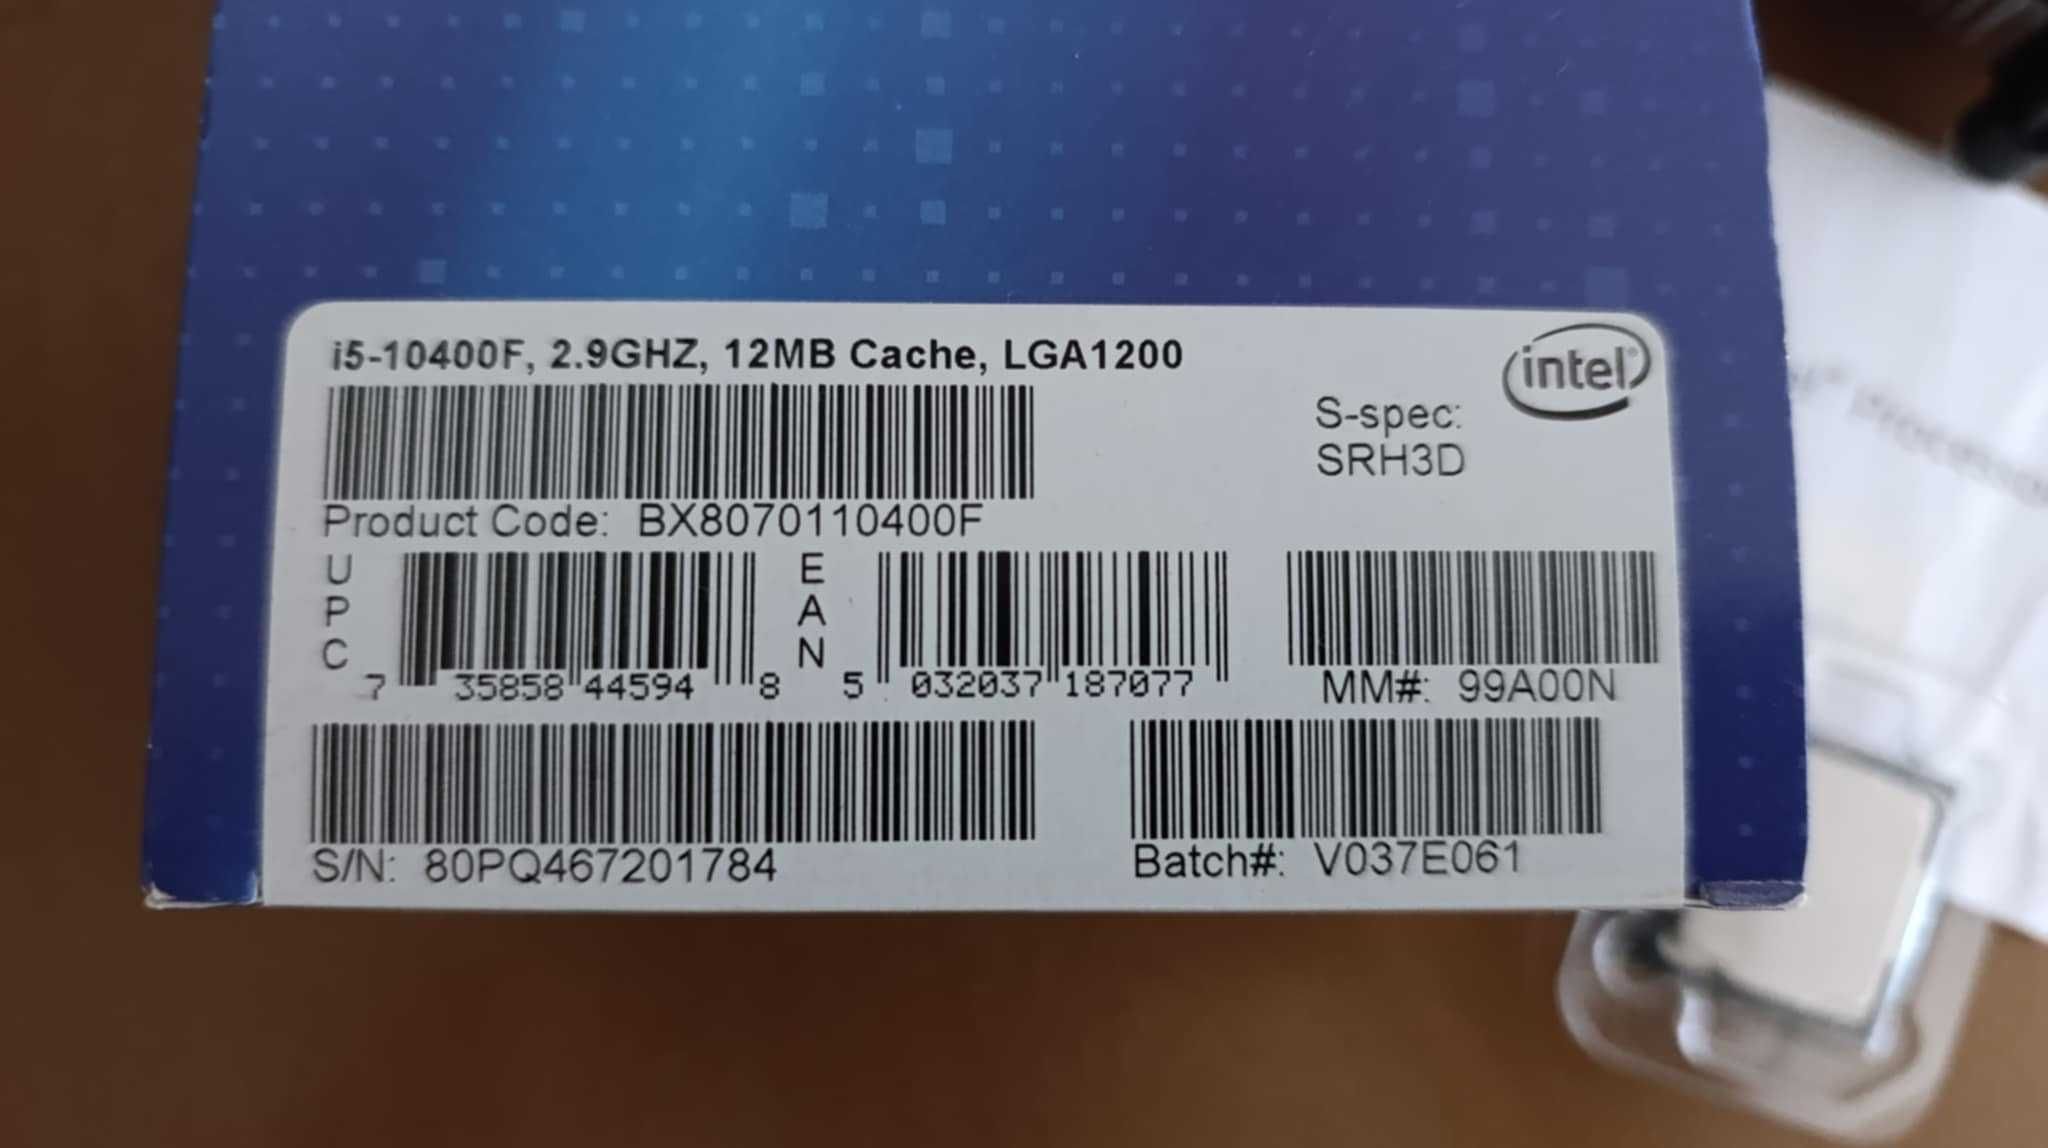 i5-10400F, 2.9GHZ, 12MB Cache, LGA1200
intel®
S-spec:
SRH3D
Product Code: BX8070110400F
UPC
7 35858 44594 8
EAN
5 032037 187077
MM#: 99A00N
S/N: 80PQ467201784
Batch#: V037E061